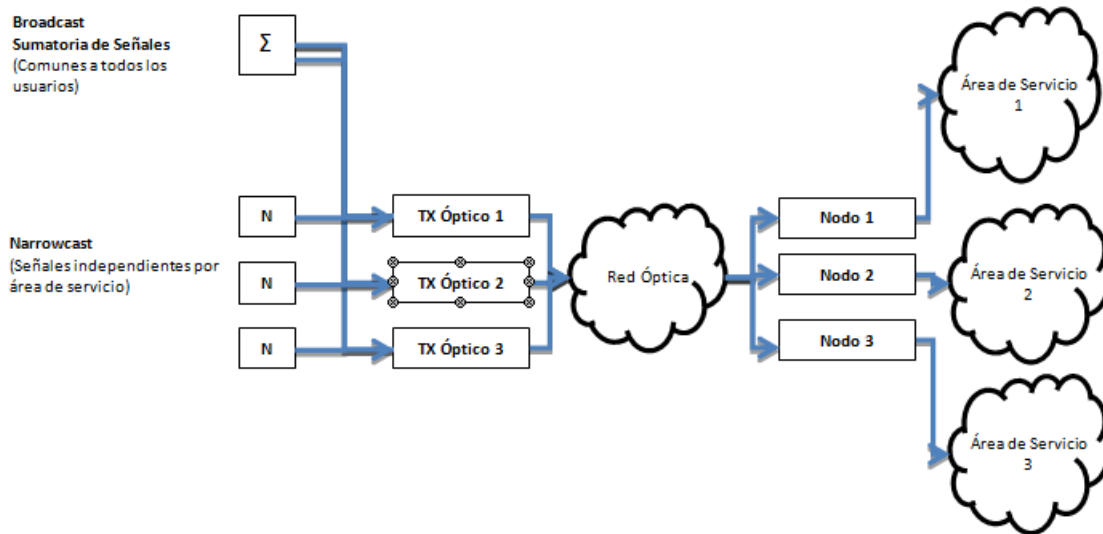 Broadcast
Sumatoria de Señales
(Comunes a todos los
usuarios)
Σ
Área de Servicio
1
N
TX Óptico 1
Nodo 1
Narrowcast
(Señales independientes por
área de servicio)
N
TX Óptico 2
Red Óptica
Nodo 2
Área de Servicio
2
N
TX Óptico 3
Nodo 3
Área de Servicio
3